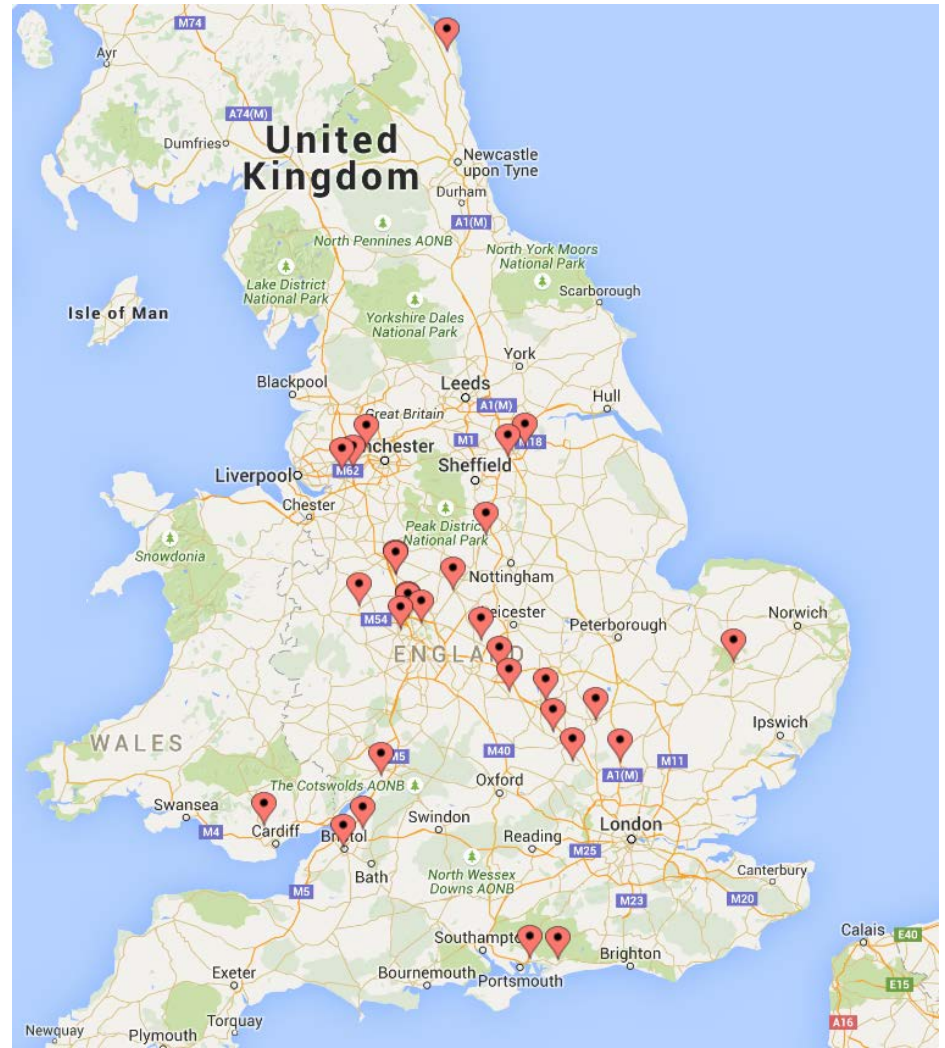 M74
Ayr
A74(M)
Dumfries
United
Kingdom
Newcastle
upon Tyne
Durham
A1(M)
North Pennines AONB
North York Moors
National Park
Lake District
National Park
Scarborough
Isle of Man
Yorkshire Dales
National Park
York
Blackpool
Leeds
A1(M)
Hull
Great Britain
M1
M18
nchester
M62
Liverpool
Sheffield
Chester
Peak District
National Park
Snowdonia
Nottingham
M54
eicester
Norwich
Peterborough
ENGLAND
Ipswich
WALES
M5
M40
M11
A1(M)
The Cotswolds AONB
Oxford
Swansea
Swindon
London
M4
Cardiff
Bristol
Reading
M25
Bath
North Wessex
Downs AONB
Canterbury
M5
M23
M20
Southampto
Calais
E40
Brighton
Exeter
Bournemouth
Portsmouth
E15
Torquay
A16
Newquay
Plymouth